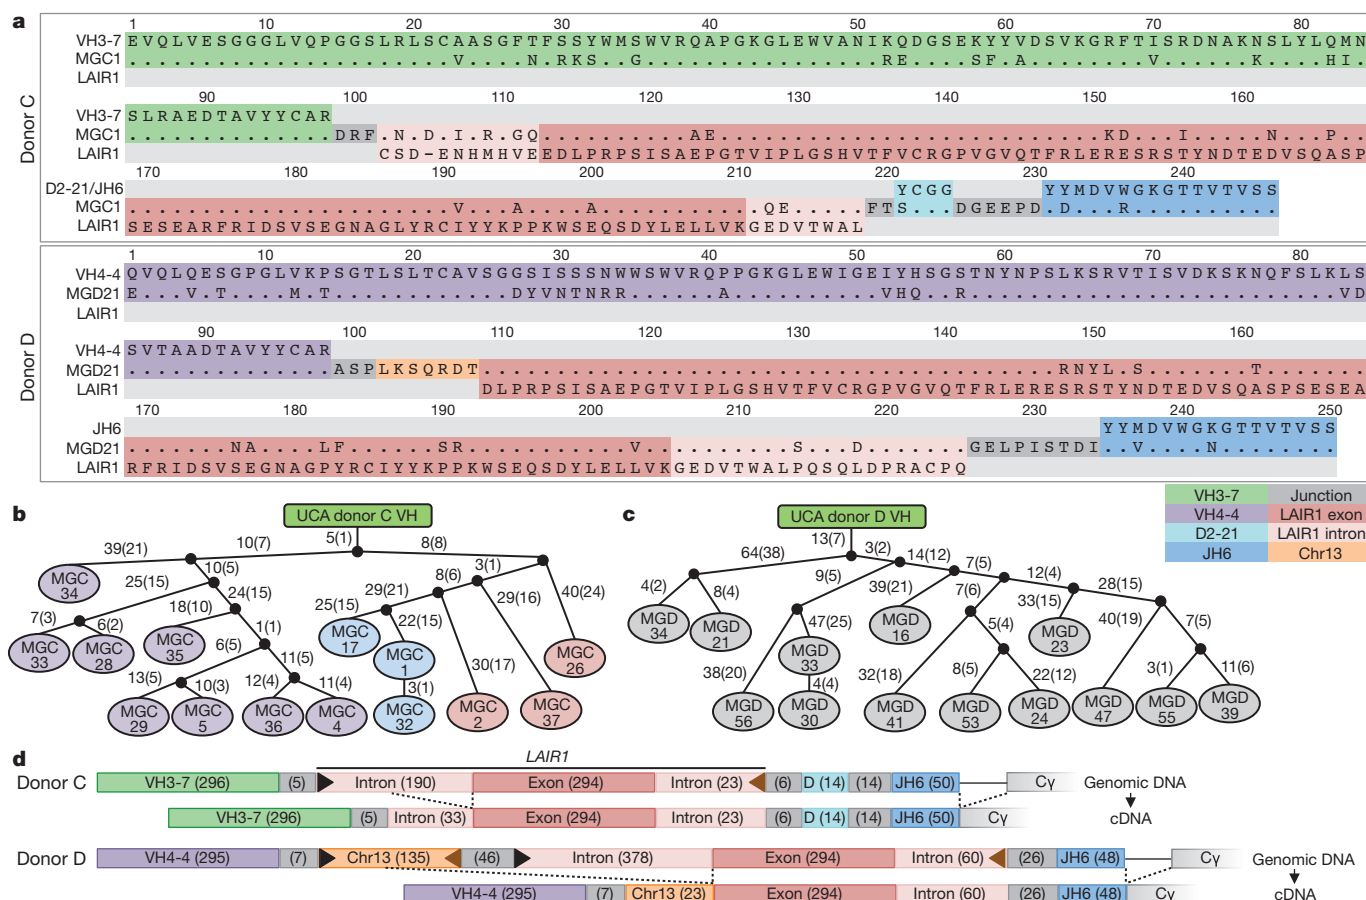 a
Donor C
1 10 20 30 40 50 60 70 80
VH3-7 EVQLVESGGGLVQPGGSLRLSCAASGFTFSSYWMSWVRQAPGKGLEWVANIKQDGSEKYYVDSVKGRFTISRDNAKNSLYLQMN
MGC1 ......................V....N.RKS..G................RE....SF.A........V......K....HI.
LAIR1
90 100 110 120 130 140 150 160
VH3-7 SLRAEDTAVYYCAR
MGC1 ..............DRF.N.D.I.R.GQ..........AE..........................KD...I.....N...P..
LAIR1 CSD-ENHMHVEEDLPRPSISAEPGTVIPLGSHVTFVCRGPVGVQTFRLERESRSTYNDTEDVSQASP
170 180 190 200 210 220 230 240
D2-21/JH6 YCGG YYMDVWGKGTTVTVSS
MGC1 ......................V...A....A...........QE.....FTS...DGEEPD.D...R..........
LAIR1 SESEARFRIDSVSEGNAGLYRCIYYKPPKWSEQSDYLELLVKGEDVTWAL
Donor D
1 10 20 30 40 50 60 70 80
VH4-4 QVQLQESGPGLVKPSGTLSLTCAVSGGSISSSNWWSWVRQPPGKGLEWIGEIYHSGSTNYNPSLKSRVTISVDKSKNQFSLKLS
MGD21 E...V.T....M.T............DYVNTNRR......A..........VHQ..R.........................VD
LAIR1
90 100 110 120 130 140 150 160
VH4-4 SVTAADTAVYYCAR
MGD21 ..............ASPLKSQRDT.......................................RNYL.S.......T.......
LAIR1 DLPRPSISAEPGTVIPLGSHVTFVCRGPVGVQTFRLERESRSTYNDTEDVSQASPSESEA
170 180 190 200 210 220 230 240 250
JH6 YYMDVWGKGTTVTVSS
MGD21 .......NA....LF......SR...........V..........S...D.......GELPISTDI..V....N........
LAIR1 RFRIDSVSEGNAGPYRCIYYKPPKWSEQSDYLELLVKGEDVTWALPQSQLDPRACPQ
VH3-7 Junction
VH4-4 LAIR1 exon
D2-21 LAIR1 intron
JH6 Chr13
b
UCA donor C VH
5(1)
39(21) 10(7) 8(8)
MGC 34
10(5) 8(6) 3(1)
25(15) 24(15) 29(21) 29(16) 40(24)
7(3) 6(2) 18(10) 1(1) 25(15) 22(15)
MGC 33 MGC 28 MGC 35 MGC 17 MGC 1 MGC 26
6(5) 11(5) 30(17)
13(5) 10(3) 12(4) 11(4) 3(1)
MGC 29 MGC 5 MGC 36 MGC 4 MGC 32 MGC 2 MGC 37
c
UCA donor D VH
13(7) 3(2)
64(38) 9(5) 14(12) 7(5) 12(4) 28(15)
4(2) 8(4) 39(21) 7(6) 33(15) 40(19) 7(5)
MGD 34 MGD 21 47(25) MGD 16 5(4) MGD 23
38(20) MGD 33 32(18) 8(5) 22(12) 3(1) 11(6)
4(4)
MGD 56 MGD 30 MGD 41 MGD 53 MGD 24 MGD 47 MGD 55 MGD 39
d
LAIR1
Donor C VH3-7 (296) (5) Intron (190) Exon (294) Intron (23) (6) D (14) (14) JH6 (50) Cγ Genomic DNA
VH3-7 (296) (5) Intron (33) Exon (294) Intron (23) (6) D (14) (14) JH6 (50) Cγ cDNA
Donor D VH4-4 (295) (7) Chr13 (135) (46) Intron (378) Exon (294) Intron (60) (26) JH6 (48) Cγ Genomic DNA
VH4-4 (295) (7) Chr13 (23) Exon (294) Intron (60) (26) JH6 (48) Cγ cDNA